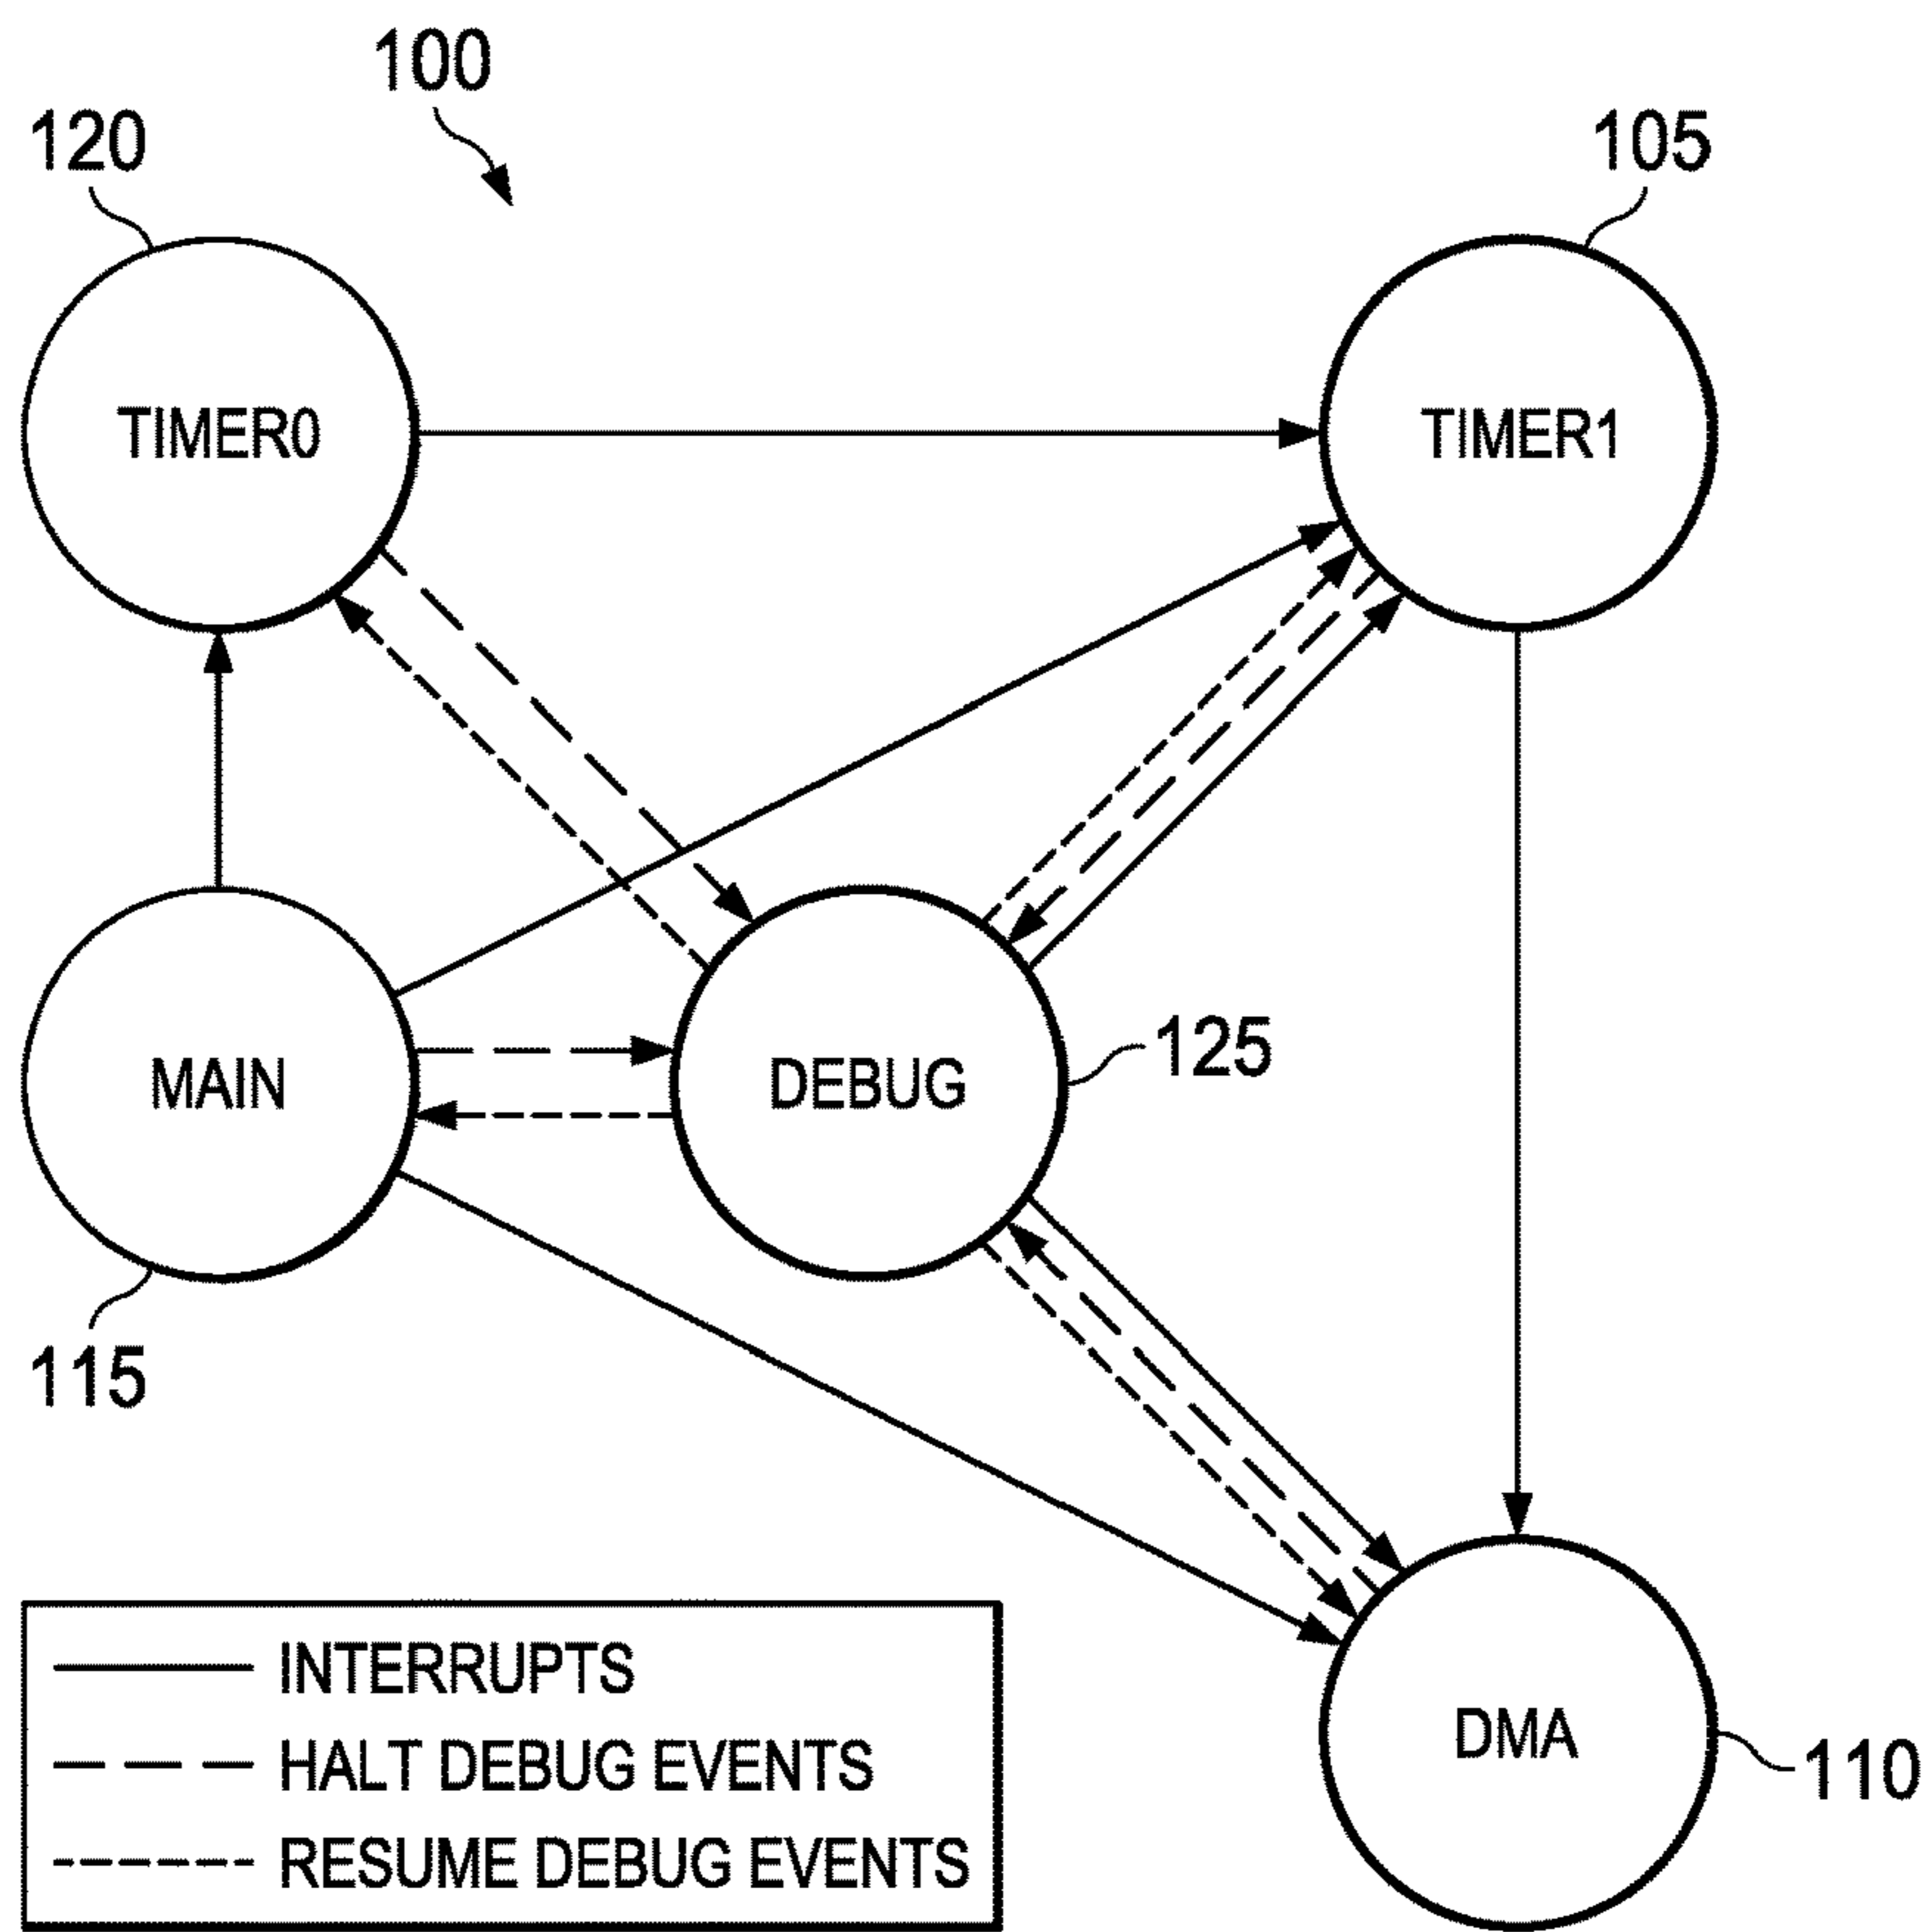 100
120
105
TIMER0
TIMER1
MAIN
DEBUG
125
115
DMA
110
INTERRUPTS
HALT DEBUG EVENTS
RESUME DEBUG EVENTS